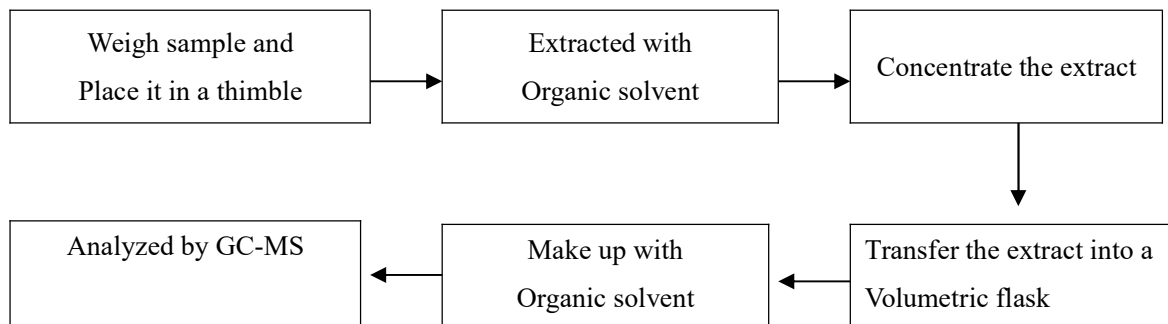 Weigh sample and
Place it in a thimble
Extracted with
Organic solvent
Concentrate the extract
Transfer the extract into a
Volumetric flask
Make up with
Organic solvent
Analyzed by GC-MS